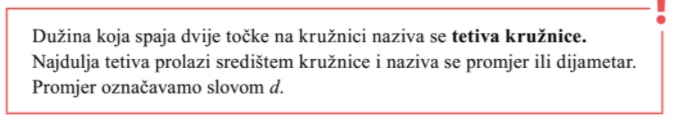 Dužina koja spaja dvije točke na kružnici naziva se tetiva kružnice.
Najdulja tetiva prolazi središtem kružnice i naziva se promjer ili dijametar.
Promjer označavamo slovom d.
!